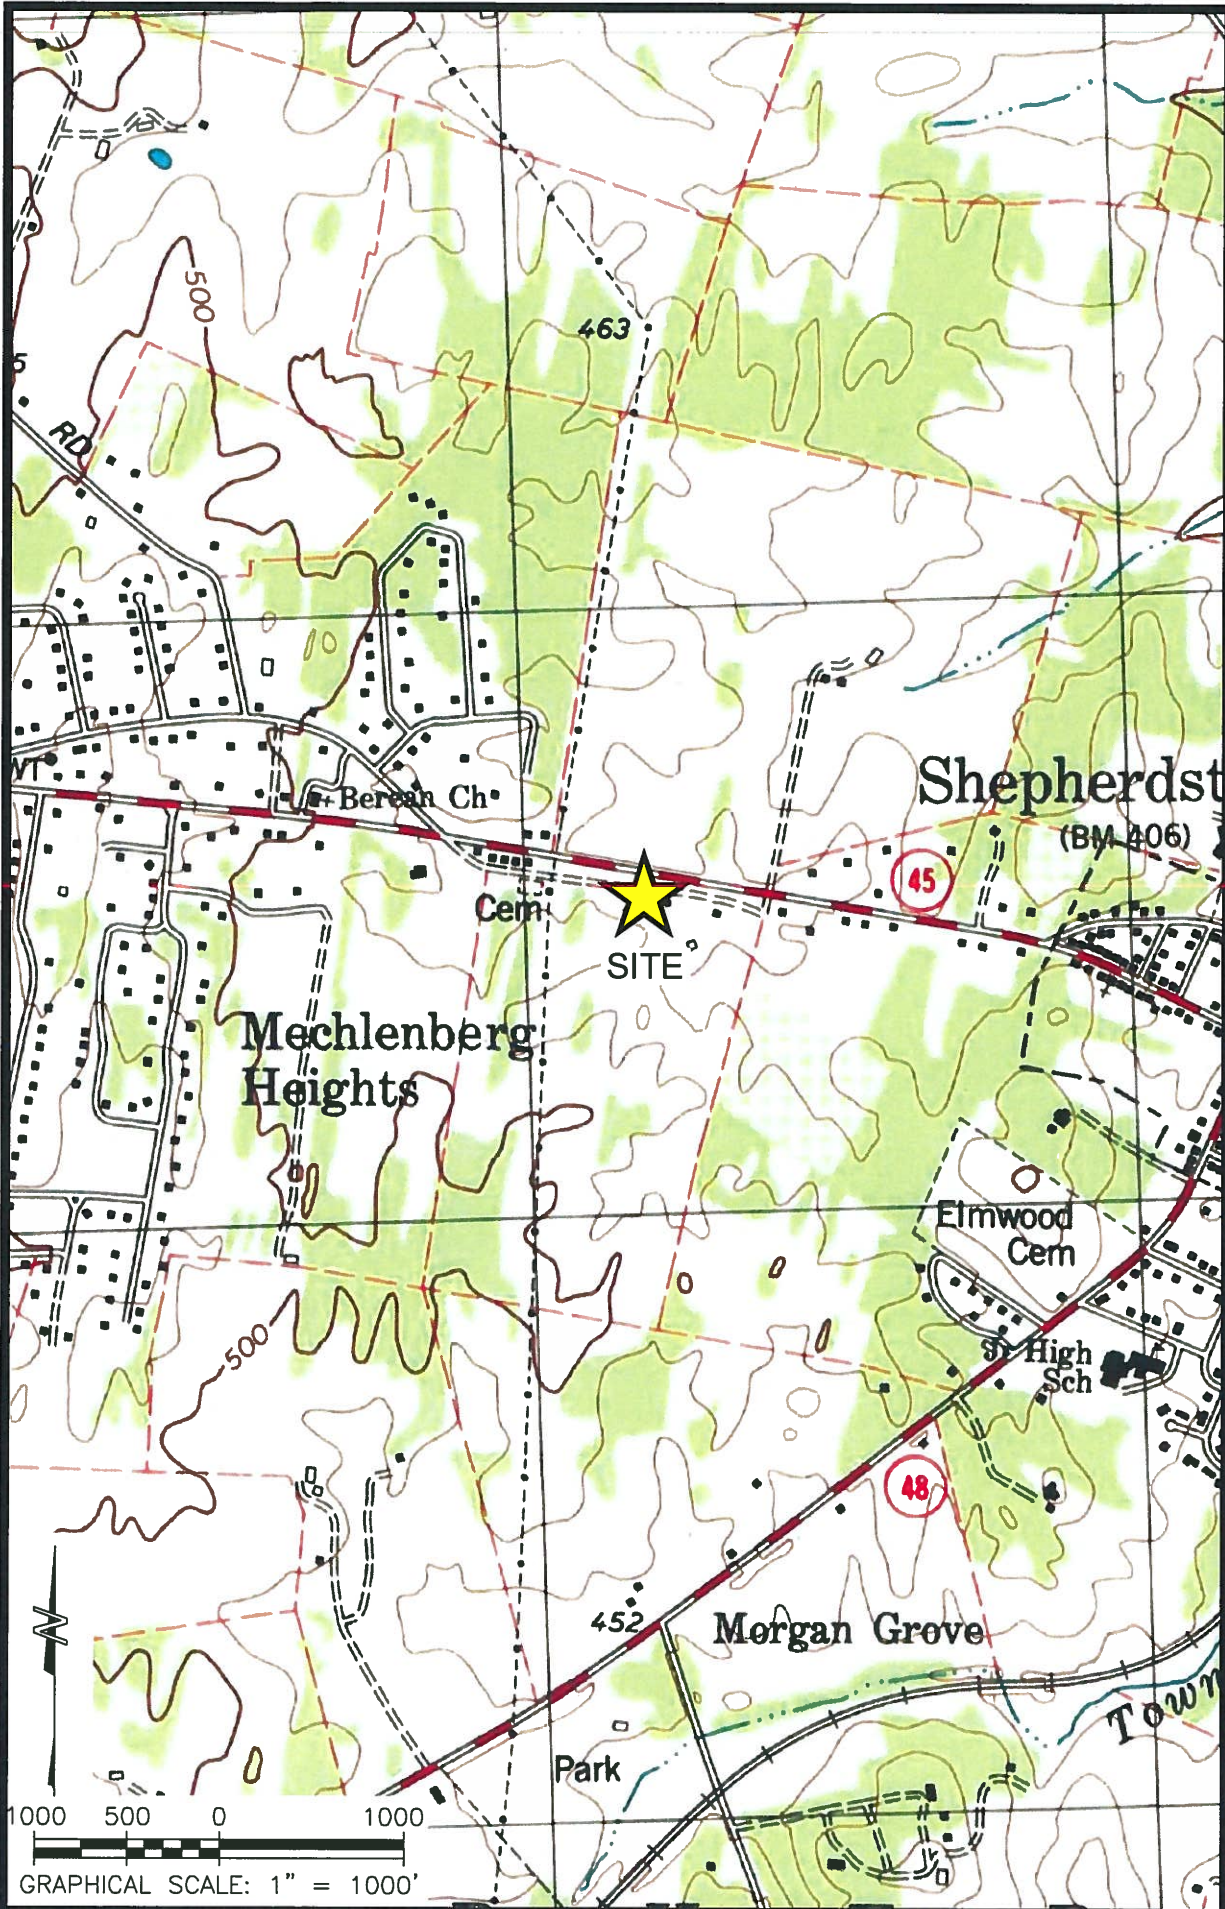 500
463
RD
Berean Ch
Shepherdst
(BM 406)
45
Cem
SITE
Mechlenberg
Heights
Elmwood
Cem
500
Jr High
Sch
48
452
Morgan Grove
Town
Park
N
1000 500 0 1000
GRAPHICAL SCALE: 1" = 1000'